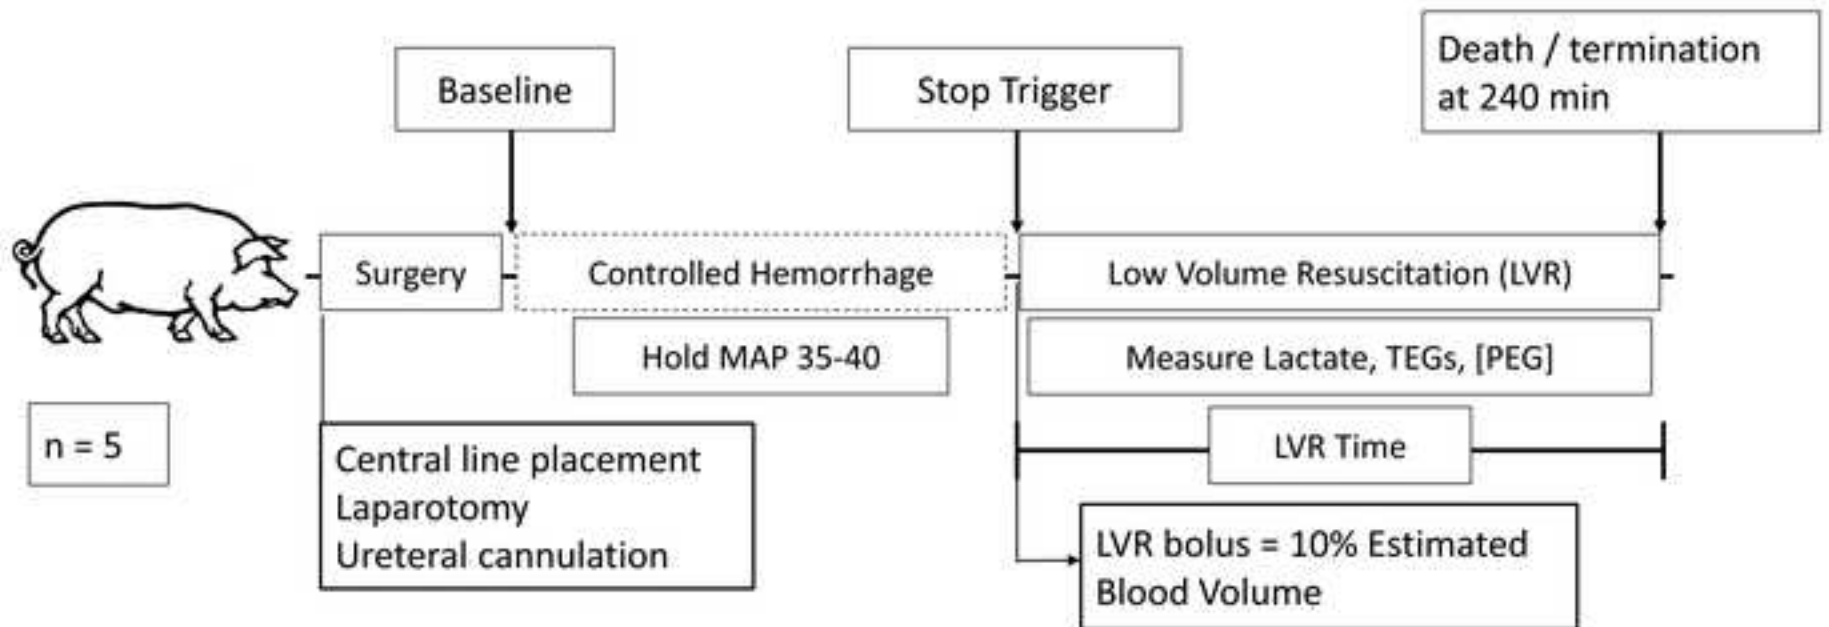 Baseline
Stop Trigger
Death / termination
at 240 min
Surgery
Controlled Hemorrhage
Low Volume Resuscitation (LVR)
Hold MAP 35-40
Measure Lactate, TEGs, [PEG]
n = 5
LVR Time
Central line placement
Laparotomy
Ureteral cannulation
LVR bolus = 10% Estimated
Blood Volume